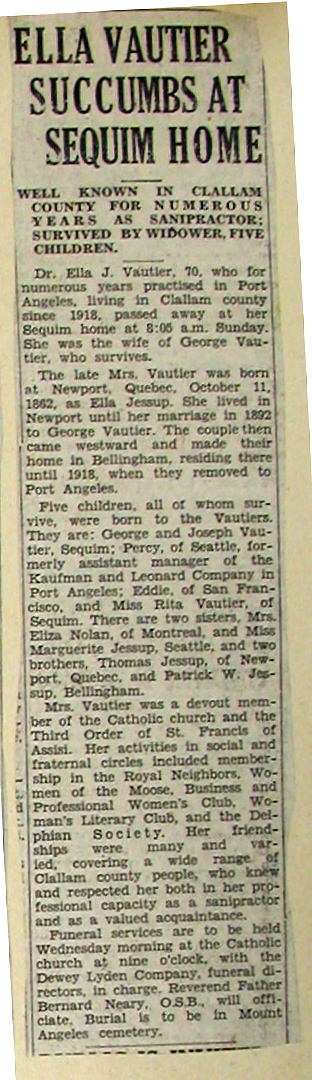 ELLA VAUTIER
SUCCUMBS AT
SEQUIM HOME
WELL KNOWN IN CLALLAM
COUNTY FOR NUMEROUS
YEARS AS SANIPRACTOR;
SURVIVED BY WIDOWER, FIVE
CHILDREN.
Dr. Ella J. Vautier, 70, who for
numerous years practised in Port
Angeles, living in Clallam county
since 1918, passed away at her
Sequim home at 8:05 a.m. Sunday.
She was the wife of George Vau-
tier, who survives.
The late Mrs. Vautier was born
at Newport, Quebec, October 11,
1862, as Ella Jessup. She lived in
Newport until her marriage in 1892
to George Vautier. The couple then
came westward and made their
home in Bellingham, residing there
until 1918, when they removed to
Port Angeles.
Five children, all of whom sur-
vive, were born to the Vautiers.
They are: George and Joseph Vau-
tier, Sequim; Percy, of Seattle, for-
merly assistant manager of the
Kaufman and Leonard Company in
Port Angeles; Eddie, of San Fran-
cisco, and Miss Rita Vautier, of
Sequim. There are two sisters, Mrs.
Eliza Nolan, of Montreal, and Miss
Marguerite Jessup, Seattle, and two
brothers, Thomas Jessup, of New-
port, Quebec, and Patrick W. Jes-
sup, Bellingham.
Mrs. Vautier was a devout mem-
ber of the Catholic church and the
Third Order of St. Francis of
Assisi. Her activities in social and
fraternal circles included member-
ship in the Royal Neighbors, Wo-
men of the Moose, Business and
Professional Women's Club, Wo-
man's Literary Club, and the Del-
phian Society. Her friend-
ships were many and var-
ied, covering a wide range of
Clallam county people, who knew
and respected her both in her pro-
fessional capacity as a sanipractor
and as a valued acquaintance.
Funeral services are to be held
Wednesday morning at the Catholic
church at nine o'clock, with the
Dewey Lyden Company, funeral di-
rectors, in charge. Reverend Father
Bernard Neary, O.S.B., will offi-
ciate. Burial is to be in Mount
Angeles cemetery.